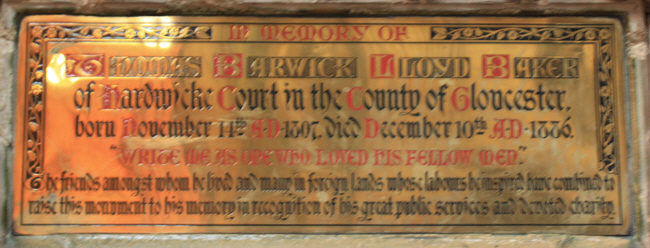 IN MEMORY OF
THOMAS BARWICK LLOYD BAKER
of Hardwicke Court in the County of Gloucester,
born November 14th A·D·1807, died December 10th A·D·1886.
"WRITE ME AS ONE WHO LOVED HIS FELLOW MEN."
The friends amongst whom he lived and many in foreign lands whose labours he inspired have combined to
raise this monument to his memory in recognition of his great public services and devoted charity.